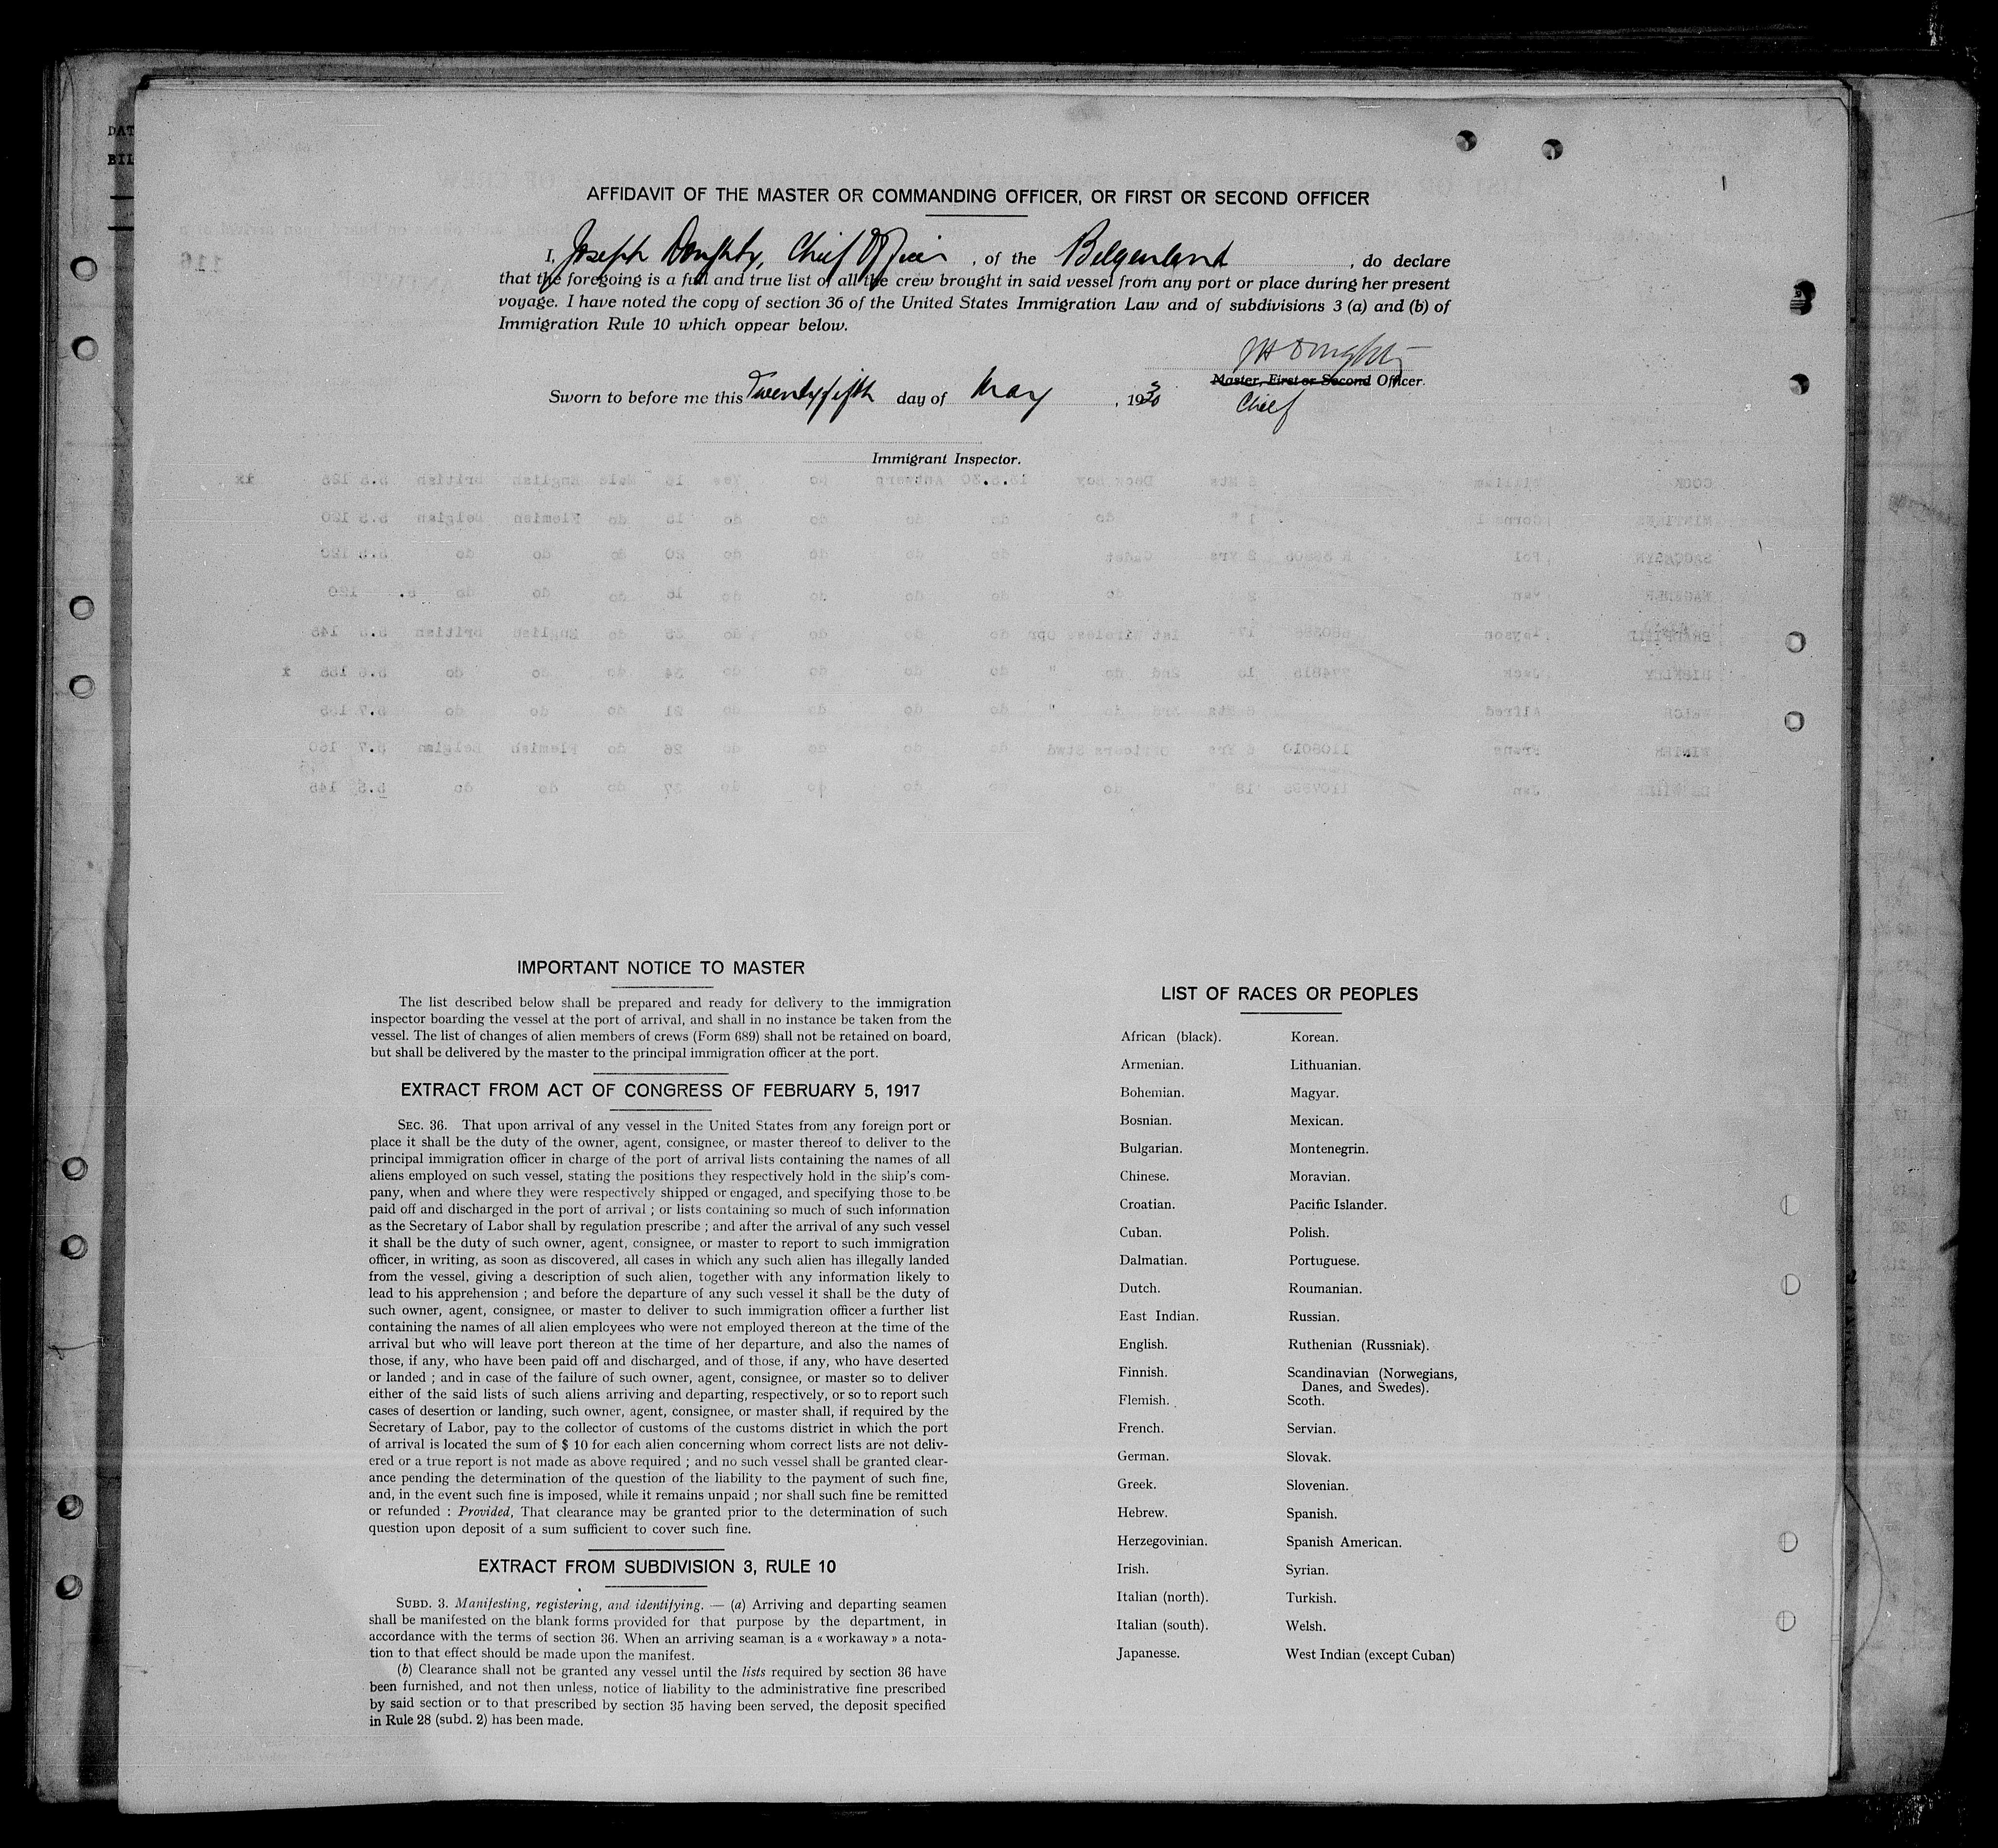 DAT
BIL
AFFIDAVIT OF THE MASTER OR COMMANDING OFFICER, OR FIRST OR SECOND OFFICER
I, Joseph Doughty, Chief Officer, of the Belgenland, do declare
that the foregoing is a full and true list of all the crew brought in said vessel from any port or place during her present
voyage. I have noted the copy of section 36 of the United States Immigration Law and of subdivisions 3 (a) and (b) of
Immigration Rule 10 which oppear below.
JH Doughty
Master, First or Second Officer.
Chief
Sworn to before me this Twentyfifth day of May, 1930
Immigrant Inspector.
116
IMPORTANT NOTICE TO MASTER
The list described below shall be prepared and ready for delivery to the immigration
inspector boarding the vessel at the port of arrival, and shall in no instance be taken from the
vessel. The list of changes of alien members of crews (Form 689) shall not be retained on board,
but shall be delivered by the master to the principal immigration officer at the port.
EXTRACT FROM ACT OF CONGRESS OF FEBRUARY 5, 1917
SEC. 36. That upon arrival of any vessel in the United States from any foreign port or
place it shall be the duty of the owner, agent, consignee, or master thereof to deliver to the
principal immigration officer in charge of the port of arrival lists containing the names of all
aliens employed on such vessel, stating the positions they respectively hold in the ship's com-
pany, when and where they were respectively shipped or engaged, and specifying those to be
paid off and discharged in the port of arrival ; or lists containing so much of such information
as the Secretary of Labor shall by regulation prescribe ; and after the arrival of any such vessel
it shall be the duty of such owner, agent, consignee, or master to report to such immigration
officer, in writing, as soon as discovered, all cases in which any such alien has illegally landed
from the vessel, giving a description of such alien, together with any information likely to
lead to his apprehension ; and before the departure of any such vessel it shall be the duty of
such owner, agent, consignee, or master to deliver to such immigration officer a further list
containing the names of all alien employees who were not employed thereon at the time of the
arrival but who will leave port thereon at the time of her departure, and also the names of
those, if any, who have been paid off and discharged, and of those, if any, who have deserted
or landed ; and in case of the failure of such owner, agent, consignee, or master so to deliver
either of the said lists of such aliens arriving and departing, respectively, or so to report such
cases of desertion or landing, such owner, agent, consignee, or master shall, if required by the
Secretary of Labor, pay to the collector of customs of the customs district in which the port
of arrival is located the sum of $ 10 for each alien concerning whom correct lists are not deliv-
ered or a true report is not made as above required ; and no such vessel shall be granted clear-
ance pending the determination of the question of the liability to the payment of such fine,
and, in the event such fine is imposed, while it remains unpaid ; nor shall such fine be remitted
or refunded : Provided, That clearance may be granted prior to the determination of such
question upon deposit of a sum sufficient to cover such fine.
EXTRACT FROM SUBDIVISION 3, RULE 10
SUBD. 3. Manifesting, registering, and identifying. — (a) Arriving and departing seamen
shall be manifested on the blank forms provided for that purpose by the department, in
accordance with the terms of section 36. When an arriving seaman is a « workaway » a nota-
tion to that effect should be made upon the manifest.
(b) Clearance shall not be granted any vessel until the lists required by section 36 have
been furnished, and not then unless, notice of liability to the administrative fine prescribed
by said section or to that prescribed by section 35 having been served, the deposit specified
in Rule 28 (subd. 2) has been made.
LIST OF RACES OR PEOPLES
African (black).
Armenian.
Bohemian.
Bosnian.
Bulgarian.
Chinese.
Croatian.
Cuban.
Dalmatian.
Dutch.
East Indian.
English.
Finnish.
Flemish.
French.
German.
Greek.
Hebrew.
Herzegovinian.
Irish.
Italian (north).
Italian (south).
Japanesse.
Korean.
Lithuanian.
Magyar.
Mexican.
Montenegrin.
Moravian.
Pacific Islander.
Polish.
Portuguese.
Roumanian.
Russian.
Ruthenian (Russniak).
Scandinavian (Norwegians,
Danes, and Swedes).
Scoth.
Servian.
Slovak.
Slovenian.
Spanish.
Spanish American.
Syrian.
Turkish.
Welsh.
West Indian (except Cuban)